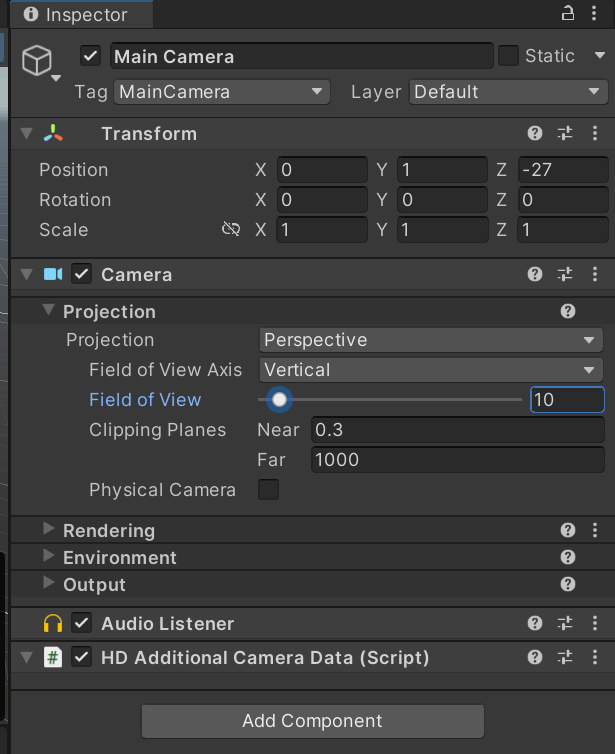 Inspector
Main Camera Static
Tag MainCamera Layer Default
Transform
Position X 0 Y 1 Z -27
Rotation X 0 Y 0 Z 0
Scale X 1 Y 1 Z 1
Camera
Projection
Projection Perspective
Field of View Axis Vertical
Field of View 10
Clipping Planes Near 0.3
Far 1000
Physical Camera
Rendering
Environment
Output
Audio Listener
# HD Additional Camera Data (Script)
Add Component